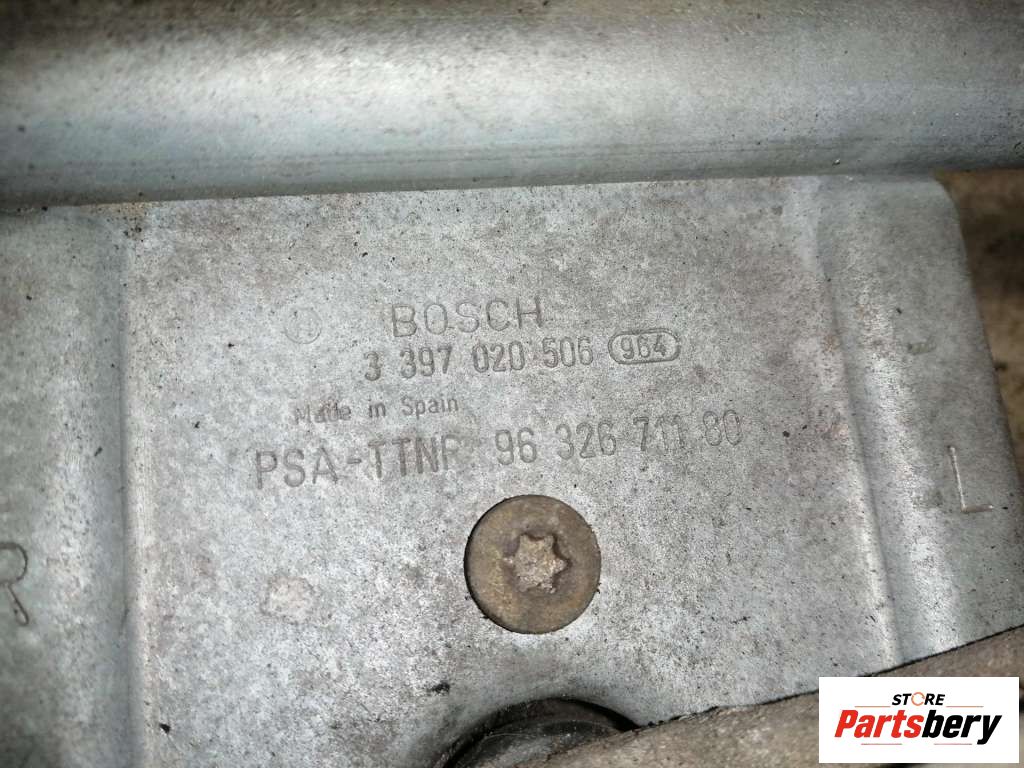 BOSCH
3 397 020 506 964
Made in Spain
PSA-TTNR 96 326 711 80
L
R
STORE
Partsbery